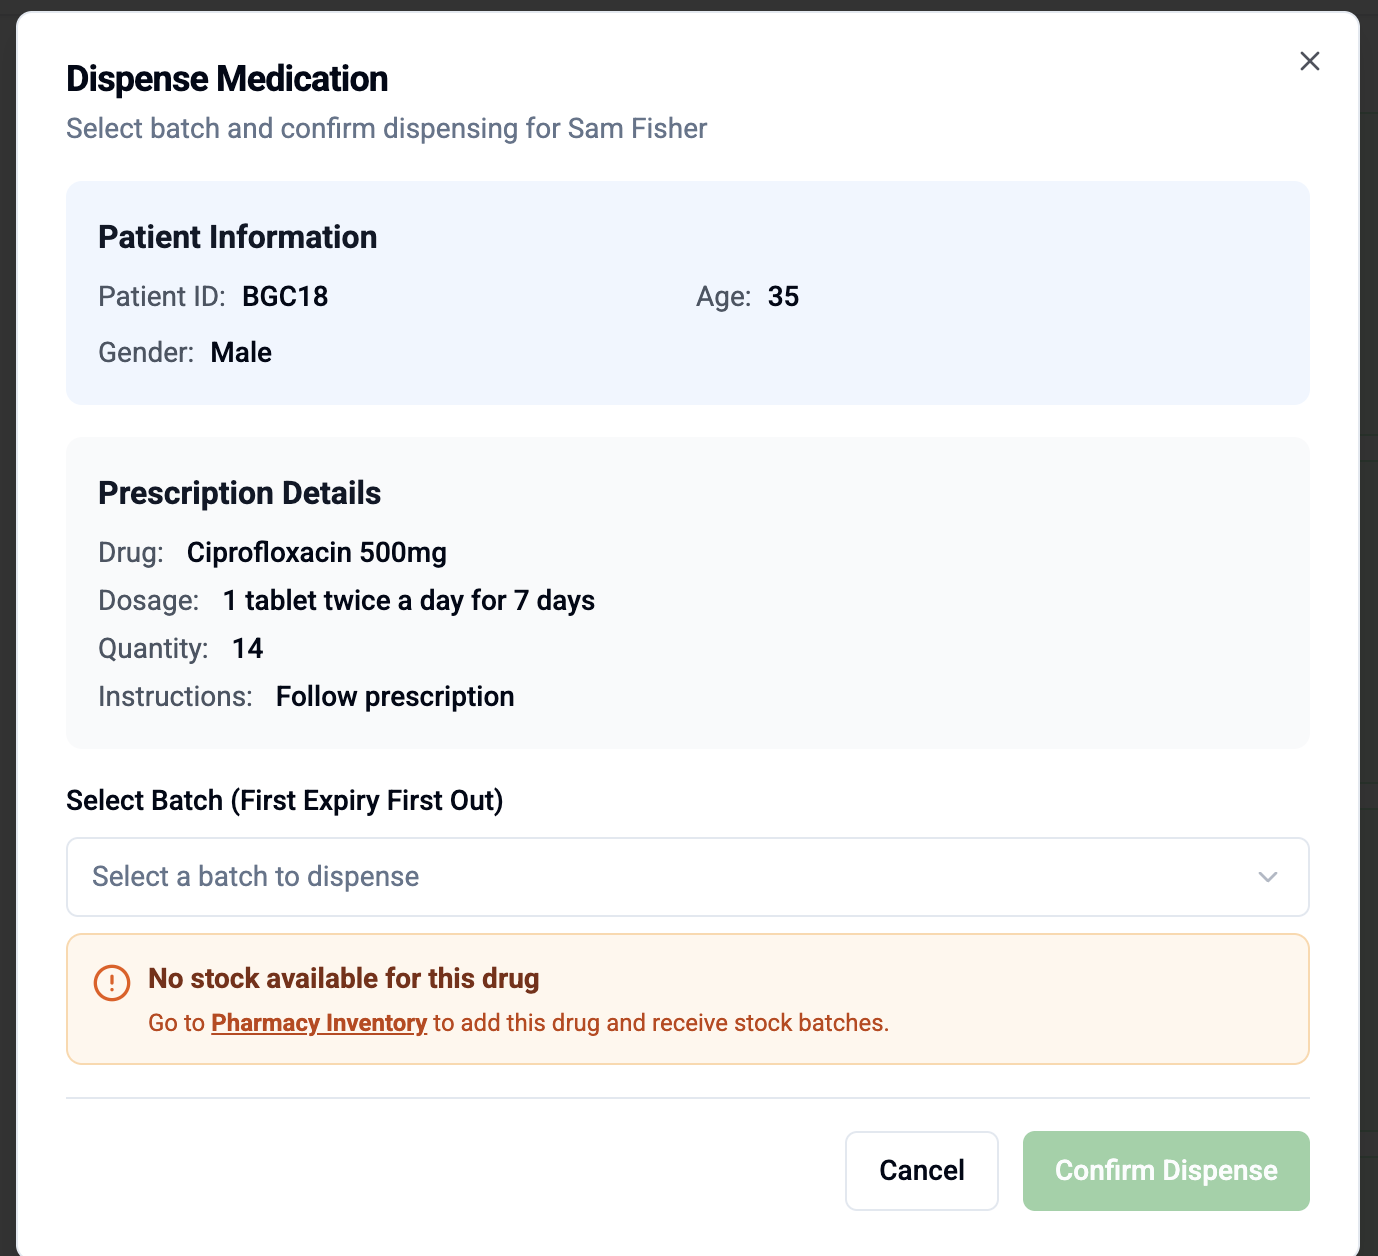 Dispense Medication
Select batch and confirm dispensing for Sam Fisher
Patient Information
Patient ID: BGC18 Age: 35
Gender: Male
Prescription Details
Drug: Ciprofloxacin 500mg
Dosage: 1 tablet twice a day for 7 days
Quantity: 14
Instructions: Follow prescription
Select Batch (First Expiry First Out)
Select a batch to dispense
No stock available for this drug
Go to Pharmacy Inventory to add this drug and receive stock batches.
Cancel Confirm Dispense